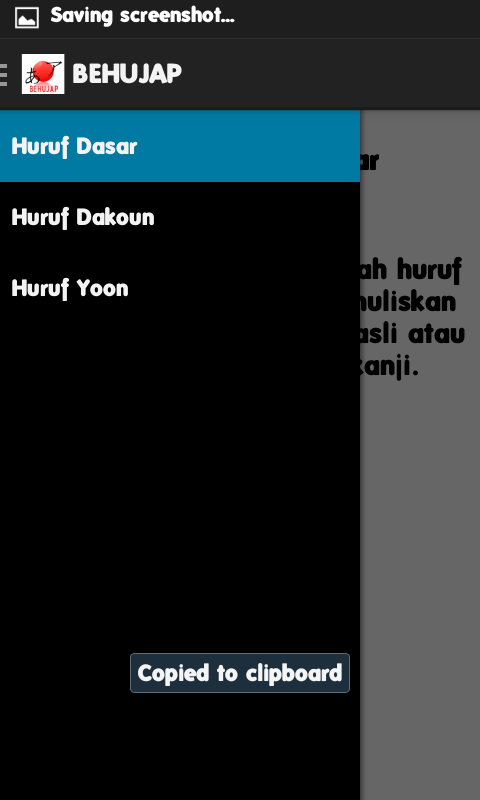 Saving screenshot...
あ
BEHUJAP
BEHUJAP
Huruf Dasar
ar
Huruf Dakoun
ah huruf
Huruf Yoon
nuliskan
asli atau
kanji.
Copied to clipboard